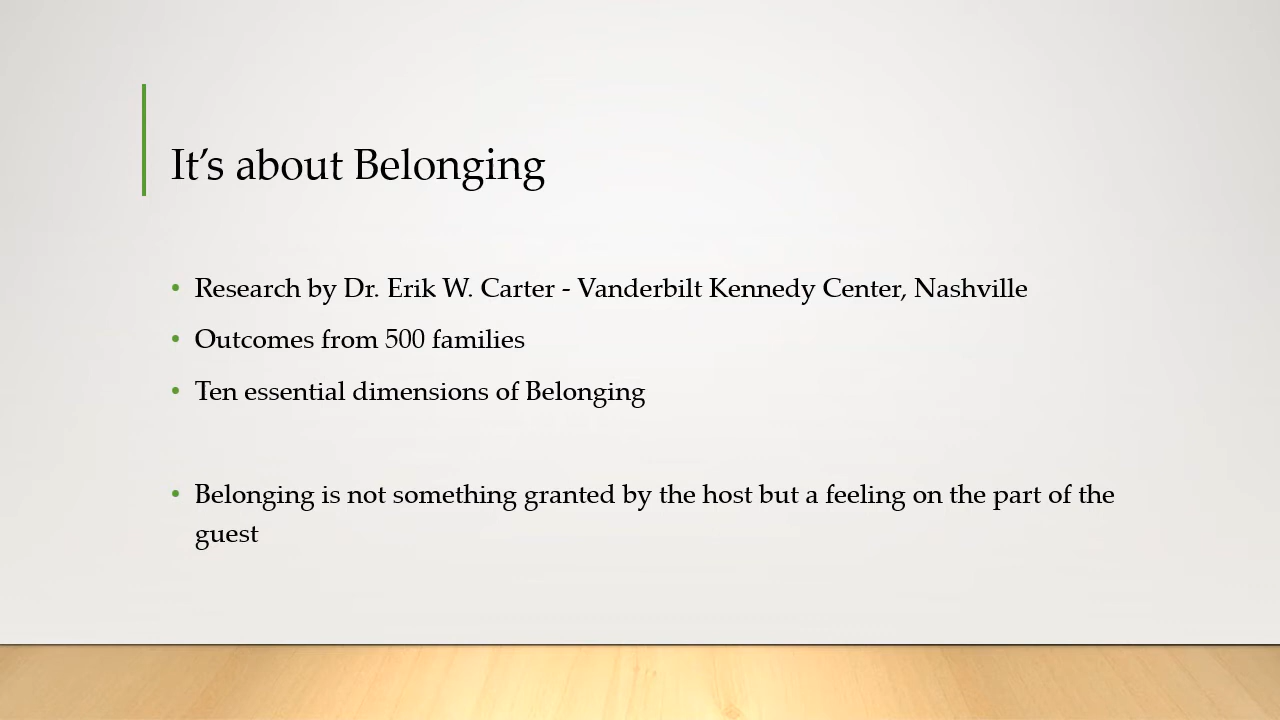 It’s about Belonging
• Research by Dr. Erik W. Carter - Vanderbilt Kennedy Center, Nashville
• Outcomes from 500 families
• Ten essential dimensions of Belonging
• Belonging is not something granted by the host but a feeling on the part of the
guest